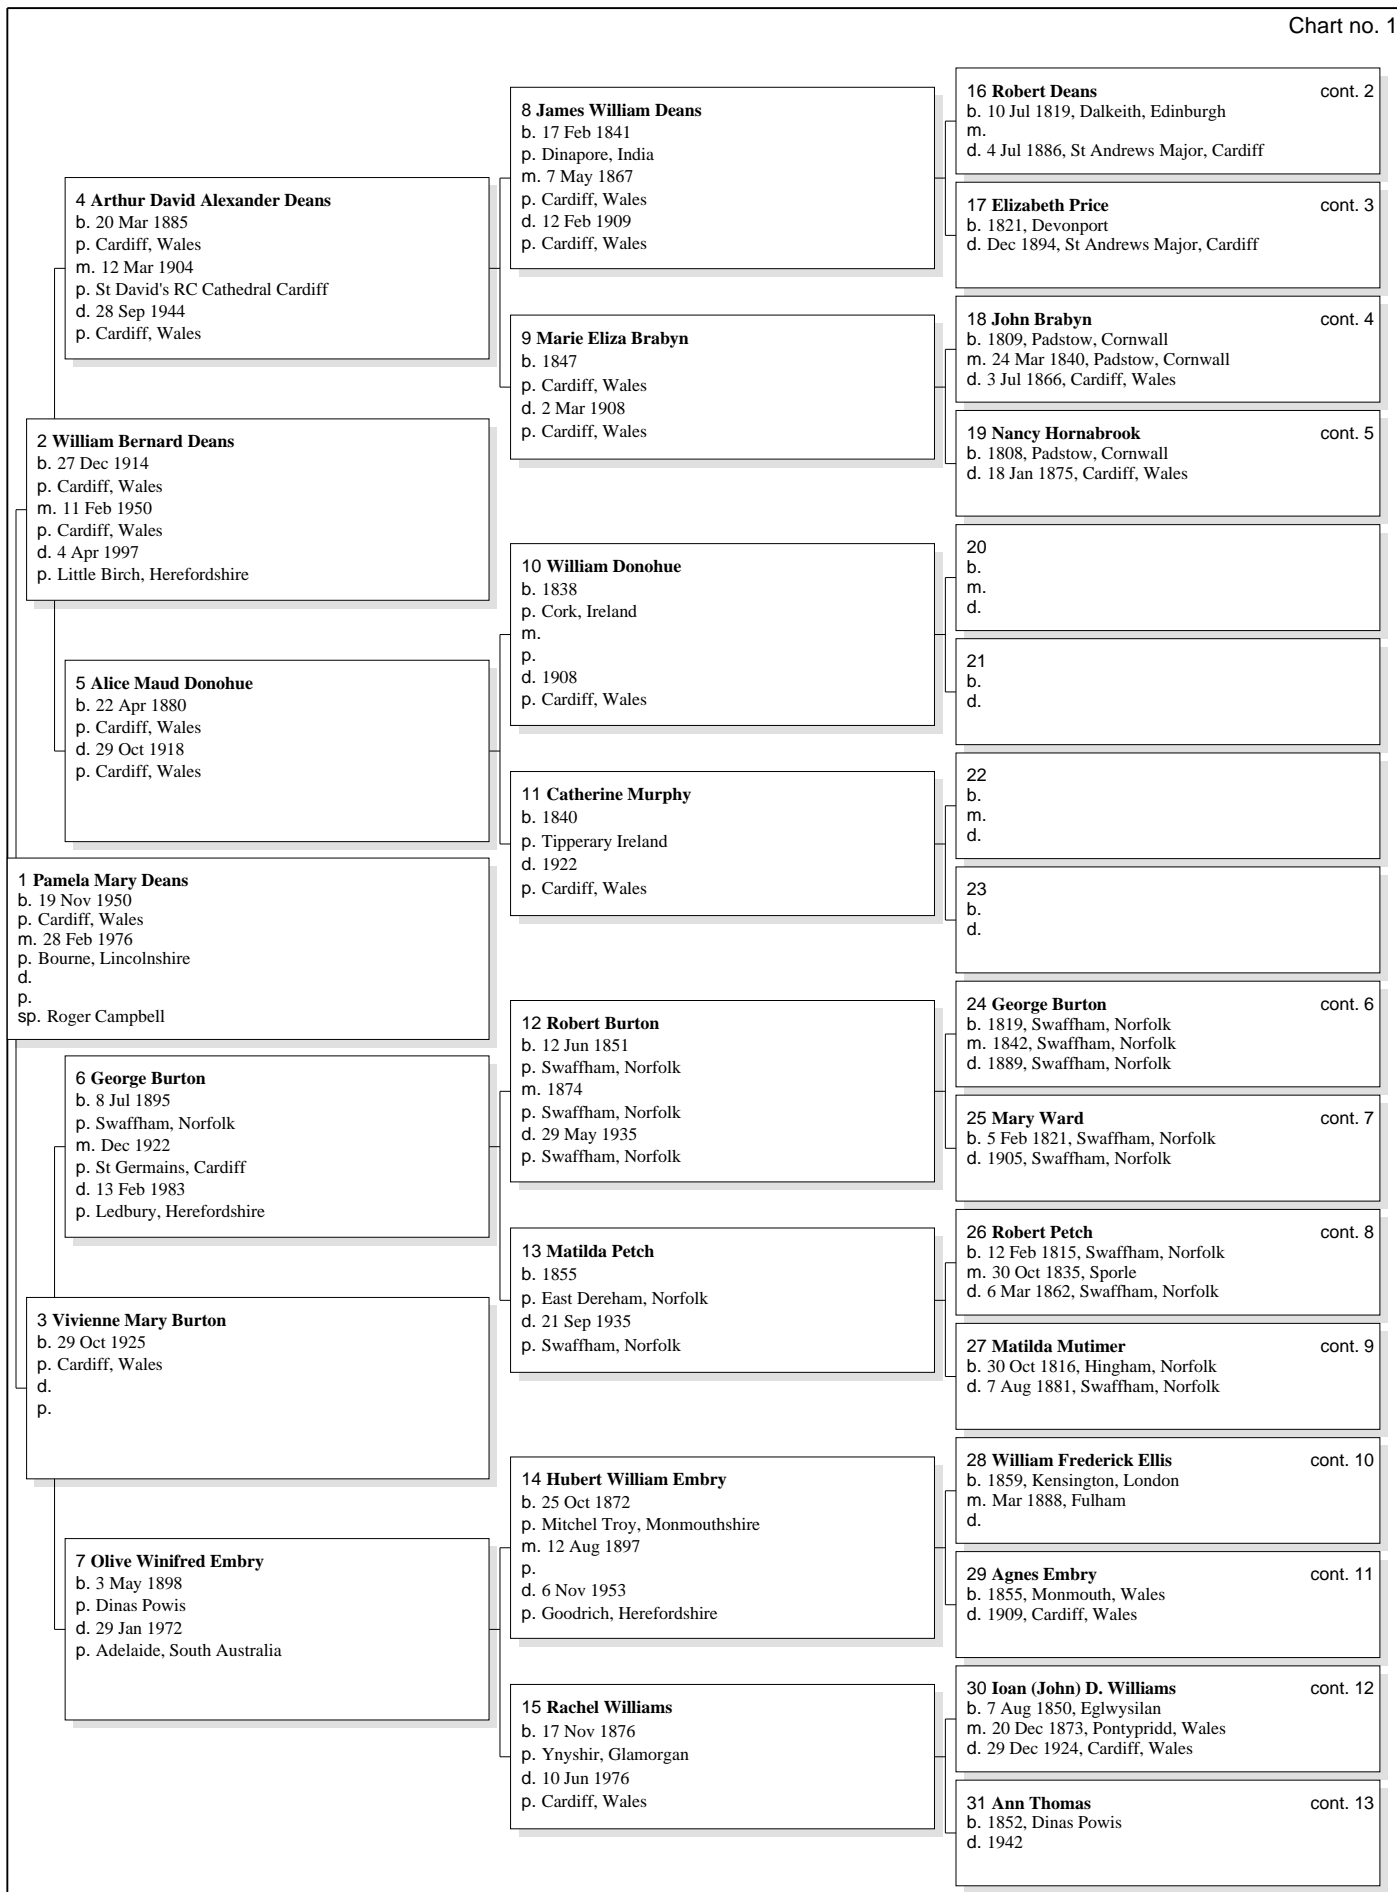 Chart no. 1
16 Robert Deans cont. 2
b. 10 Jul 1819, Dalkeith, Edinburgh
m.
d. 4 Jul 1886, St Andrews Major, Cardiff
8 James William Deans
b. 17 Feb 1841
p. Dinapore, India
m. 7 May 1867
p. Cardiff, Wales
d. 12 Feb 1909
p. Cardiff, Wales
17 Elizabeth Price cont. 3
b. 1821, Devonport
d. Dec 1894, St Andrews Major, Cardiff
4 Arthur David Alexander Deans
b. 20 Mar 1885
p. Cardiff, Wales
m. 12 Mar 1904
p. St David's RC Cathedral Cardiff
d. 28 Sep 1944
p. Cardiff, Wales
18 John Brabyn cont. 4
b. 1809, Padstow, Cornwall
m. 24 Mar 1840, Padstow, Cornwall
d. 3 Jul 1866, Cardiff, Wales
9 Marie Eliza Brabyn
b. 1847
p. Cardiff, Wales
d. 2 Mar 1908
p. Cardiff, Wales
19 Nancy Hornabrook cont. 5
b. 1808, Padstow, Cornwall
d. 18 Jan 1875, Cardiff, Wales
2 William Bernard Deans
b. 27 Dec 1914
p. Cardiff, Wales
m. 11 Feb 1950
p. Cardiff, Wales
d. 4 Apr 1997
p. Little Birch, Herefordshire
20
b.
m.
d.
10 William Donohue
b. 1838
p. Cork, Ireland
m.
p.
d. 1908
p. Cardiff, Wales
21
b.
d.
5 Alice Maud Donohue
b. 22 Apr 1880
p. Cardiff, Wales
d. 29 Oct 1918
p. Cardiff, Wales
22
b.
m.
d.
11 Catherine Murphy
b. 1840
p. Tipperary Ireland
d. 1922
p. Cardiff, Wales
23
b.
d.
1 Pamela Mary Deans
b. 19 Nov 1950
p. Cardiff, Wales
m. 28 Feb 1976
p. Bourne, Lincolnshire
d.
p.
sp. Roger Campbell
24 George Burton cont. 6
b. 1819, Swaffham, Norfolk
m. 1842, Swaffham, Norfolk
d. 1889, Swaffham, Norfolk
12 Robert Burton
b. 12 Jun 1851
p. Swaffham, Norfolk
m. 1874
p. Swaffham, Norfolk
d. 29 May 1935
p. Swaffham, Norfolk
25 Mary Ward cont. 7
b. 5 Feb 1821, Swaffham, Norfolk
d. 1905, Swaffham, Norfolk
6 George Burton
b. 8 Jul 1895
p. Swaffham, Norfolk
m. Dec 1922
p. St Germains, Cardiff
d. 13 Feb 1983
p. Ledbury, Herefordshire
26 Robert Petch cont. 8
b. 12 Feb 1815, Swaffham, Norfolk
m. 30 Oct 1835, Sporle
d. 6 Mar 1862, Swaffham, Norfolk
13 Matilda Petch
b. 1855
p. East Dereham, Norfolk
d. 21 Sep 1935
p. Swaffham, Norfolk
27 Matilda Mutimer cont. 9
b. 30 Oct 1816, Hingham, Norfolk
d. 7 Aug 1881, Swaffham, Norfolk
3 Vivienne Mary Burton
b. 29 Oct 1925
p. Cardiff, Wales
d.
p.
28 William Frederick Ellis cont. 10
b. 1859, Kensington, London
m. Mar 1888, Fulham
d.
14 Hubert William Embry
b. 25 Oct 1872
p. Mitchel Troy, Monmouthshire
m. 12 Aug 1897
p.
d. 6 Nov 1953
p. Goodrich, Herefordshire
29 Agnes Embry cont. 11
b. 1855, Monmouth, Wales
d. 1909, Cardiff, Wales
7 Olive Winifred Embry
b. 3 May 1898
p. Dinas Powis
d. 29 Jan 1972
p. Adelaide, South Australia
30 Ioan (John) D. Williams cont. 12
b. 7 Aug 1850, Eglwysilan
m. 20 Dec 1873, Pontypridd, Wales
d. 29 Dec 1924, Cardiff, Wales
15 Rachel Williams
b. 17 Nov 1876
p. Ynyshir, Glamorgan
d. 10 Jun 1976
p. Cardiff, Wales
31 Ann Thomas cont. 13
b. 1852, Dinas Powis
d. 1942